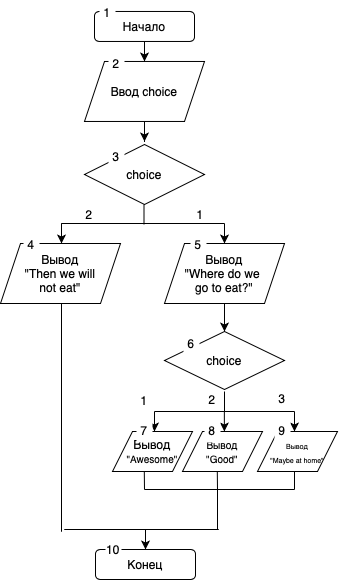 1
Начало
2
Ввод choice
3
choice
2
1
4
Вывод
"Then we will
not eat"
5
Вывод
"Where do we
go to eat?"
6
choice
1
2
3
7
Вывод
"Awesome"
8
Вывод
"Good"
9
Вывод
"Maybe at home"
10
Конец